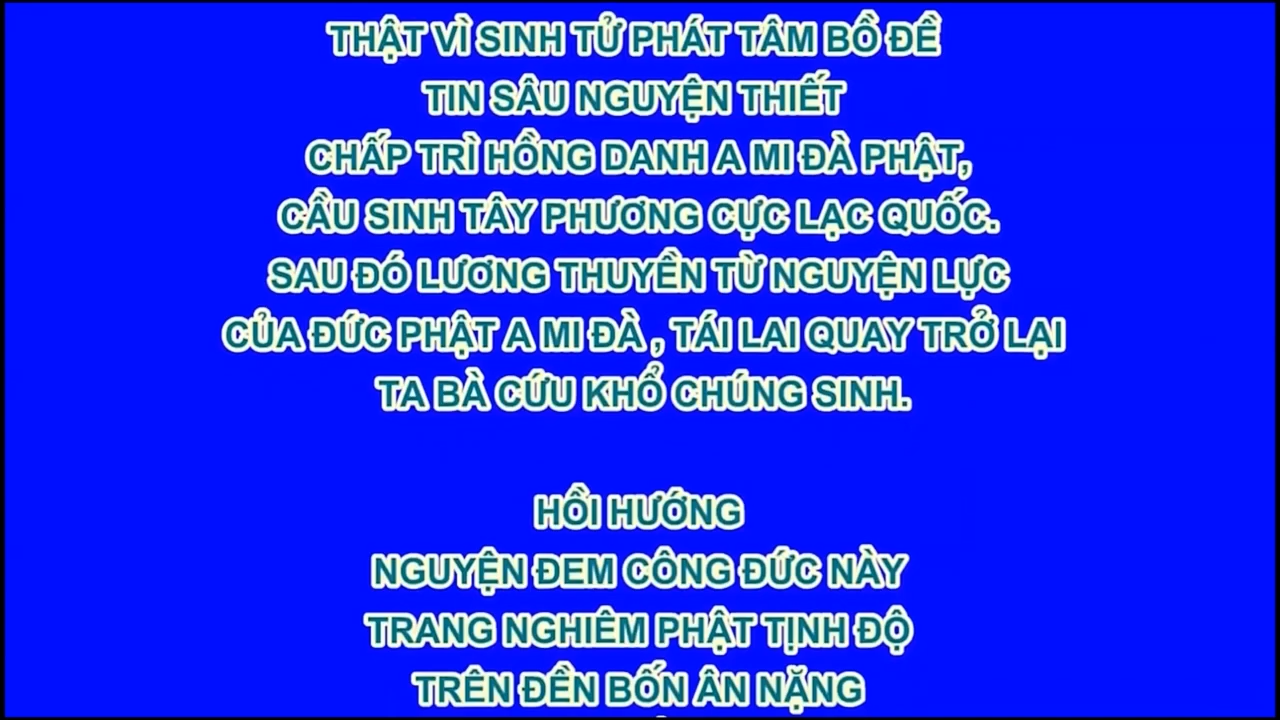 THẬT VÌ SINH TỬ PHÁT TÂM BỒ ĐỀ
TIN SÂU NGUYỆN THIẾT
CHẤP TRÌ HỒNG DANH A MI ĐÀ PHẬT,
CẦU SINH TÂY PHƯƠNG CỰC LẠC QUỐC.
SAU ĐÓ LƯƠNG THUYỀN TỪ NGUYỆN LỰC
CỦA ĐỨC PHẬT A MI ĐÀ , TÁI LAI QUAY TRỞ LẠI
TA BÀ CỨU KHỔ CHÚNG SINH.
HỒI HƯỚNG
NGUYỆN ĐEM CÔNG ĐỨC NÀY
TRANG NGHIÊM PHẬT TỊNH ĐỘ
TRÊN ĐỀN BỐN ÂN NẶNG